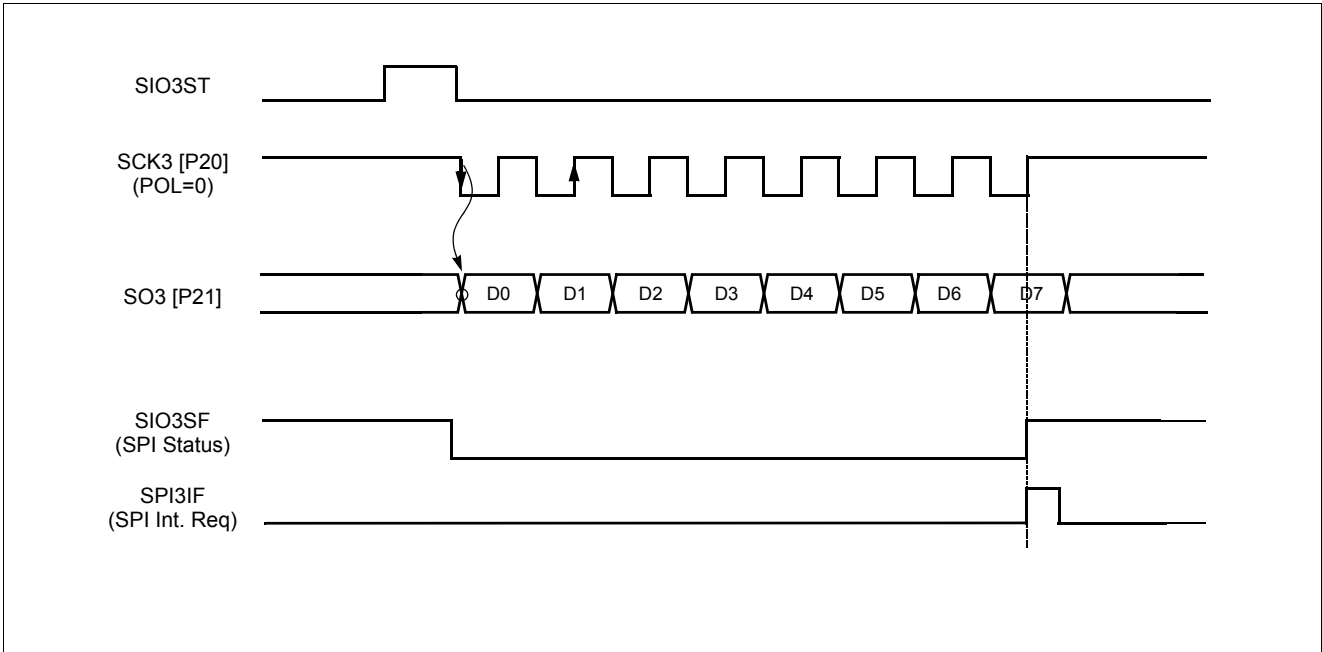 SIO3ST
SCK3 [P20]
(POL=0)
SO3 [P21]
D0 D1 D2 D3 D4 D5 D6 D7
SIO3SF
(SPI Status)
SPI3IF
(SPI Int. Req)